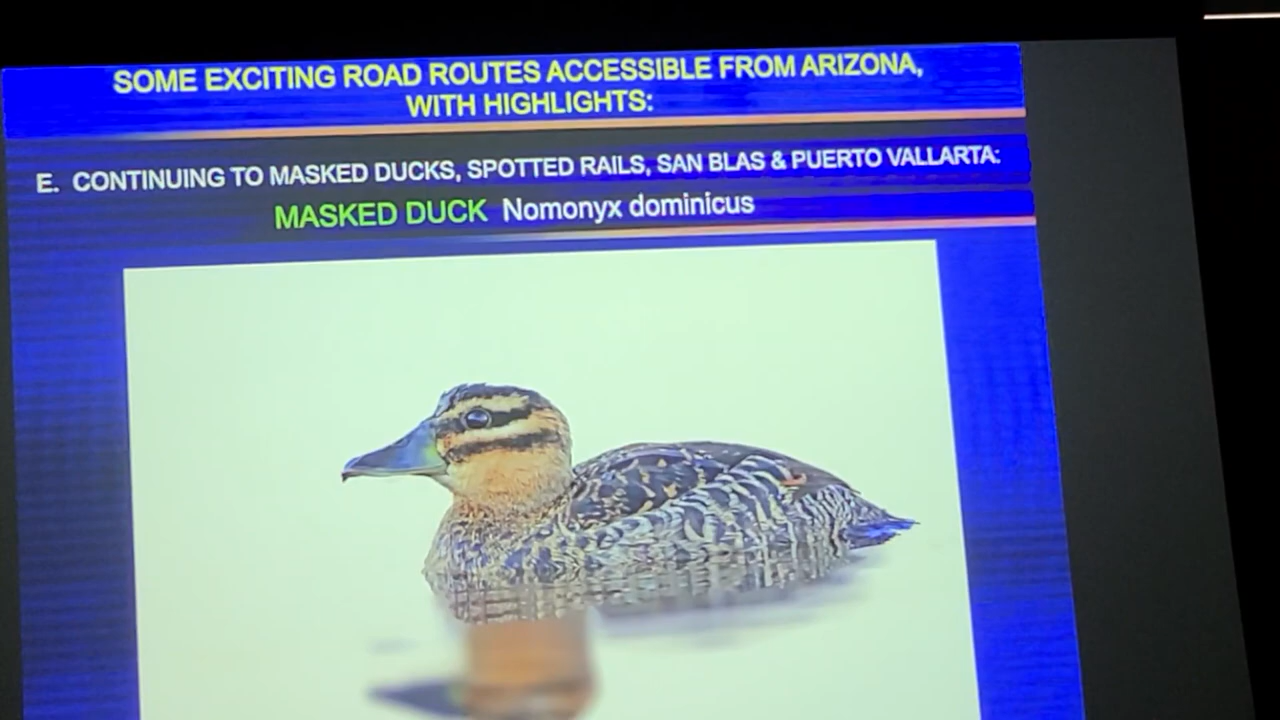 SOME EXCITING ROAD ROUTES ACCESSIBLE FROM ARIZONA,
WITH HIGHLIGHTS:
E. CONTINUING TO MASKED DUCKS, SPOTTED RAILS, SAN BLAS & PUERTO VALLARTA:
MASKED DUCK Nomonyx dominicus